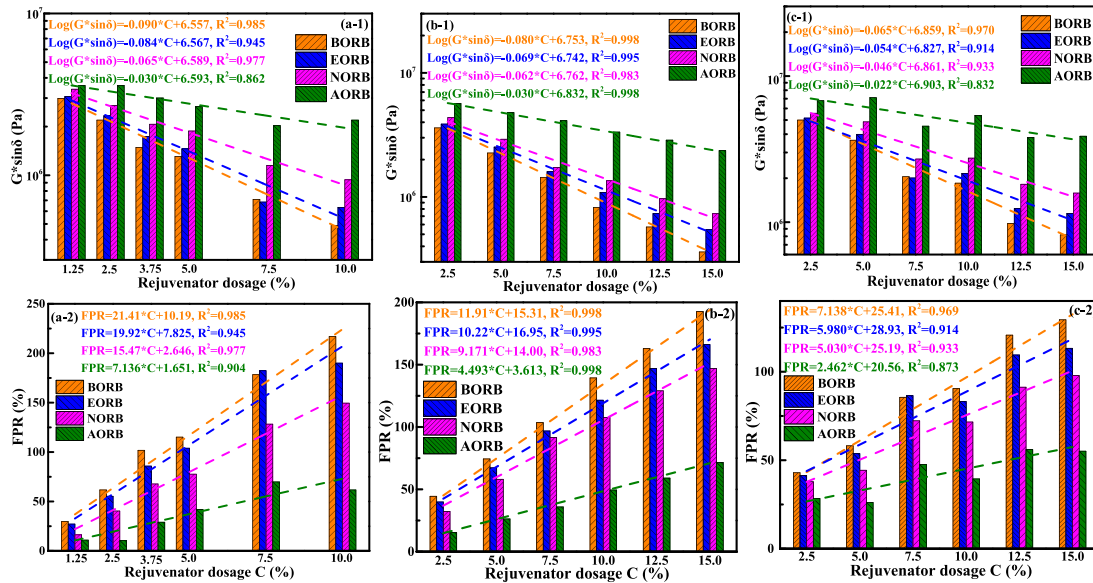 (a-1)
Log(G*sinδ)=-0.090*C+6.557, R²=0.985
Log(G*sinδ)=-0.084*C+6.567, R²=0.945
Log(G*sinδ)=-0.065*C+6.589, R²=0.977
Log(G*sinδ)=-0.030*C+6.593, R²=0.862
BORB
EORB
NORB
AORB
10⁷
10⁶
G*sinδ (Pa)
1.25 2.5 3.75 5.0 7.5 10.0
Rejuvenator dosage (%)
(b-1)
Log(G*sinδ)=-0.080*C+6.753, R²=0.998
Log(G*sinδ)=-0.069*C+6.742, R²=0.995
Log(G*sinδ)=-0.062*C+6.762, R²=0.983
Log(G*sinδ)=-0.030*C+6.832, R²=0.998
BORB
EORB
NORB
AORB
10⁷
10⁶
G*sinδ (Pa)
2.5 5.0 7.5 10.0 12.5 15.0
Rejuvenator dosage (%)
(c-1)
Log(G*sinδ)=-0.065*C+6.859, R²=0.970
Log(G*sinδ)=-0.054*C+6.827, R²=0.914
Log(G*sinδ)=-0.046*C+6.861, R²=0.933
Log(G*sinδ)=-0.022*C+6.903, R²=0.832
BORB
EORB
NORB
AORB
10⁷
10⁶
G*sinδ (Pa)
2.5 5.0 7.5 10.0 12.5 15.0
Rejuvenator dosage (%)
(a-2)
FPR=21.41*C+10.19, R²=0.985
FPR=19.92*C+7.825, R²=0.945
FPR=15.47*C+2.646, R²=0.977
FPR=7.136*C+1.651, R²=0.904
BORB
EORB
NORB
AORB
250
200
150
100
50
0
FPR (%)
1.25 2.5 3.75 5.0 7.5 10.0
Rejuvenator dosage C (%)
(b-2)
FPR=11.91*C+15.31, R²=0.998
FPR=10.22*C+16.95, R²=0.995
FPR=9.171*C+14.00, R²=0.983
FPR=4.493*C+3.613, R²=0.998
BORB
EORB
NORB
AORB
200
150
100
50
0
FPR (%)
2.5 5.0 7.5 10.0 12.5 15.0
Rejuvenator dosage C (%)
(c-2)
FPR=7.138*C+25.41, R²=0.969
FPR=5.980*C+28.93, R²=0.914
FPR=5.030*C+25.19, R²=0.933
FPR=2.462*C+20.56, R²=0.873
BORB
EORB
NORB
AORB
100
50
0
FPR (%)
2.5 5.0 7.5 10.0 12.5 15.0
Rejuvenator dosage C (%)